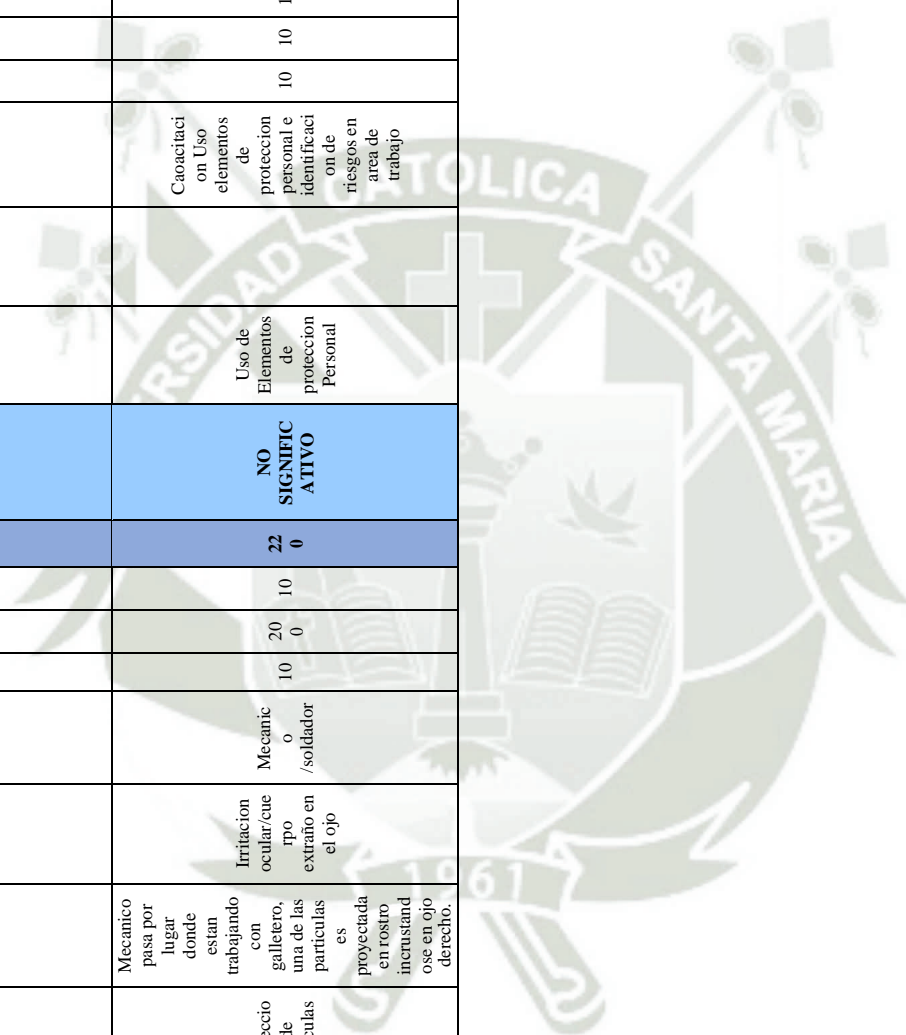 eccio
de
culas
Mecanico
pasa por
lugar
donde
estan
trabajando
con
galletero,
una de las
particulas
es
proyectada
en rostro
incrustand
ose en ojo
derecho.
Irritacion
ocular/cue
rpo
extraño en
el ojo
Mecanic
o
/soldador
10
20
0
10
22
0
NO
SIGNIFIC
ATIVO
Uso de
Elementos
de
proteccion
Personal
Caoacitaci
on Uso
elementos
de
proteccion
personal e
identificaci
on de
riesgos en
area de
trabajo
10
10
ERSIDAD CATOLICA SANTA MARIA
1961